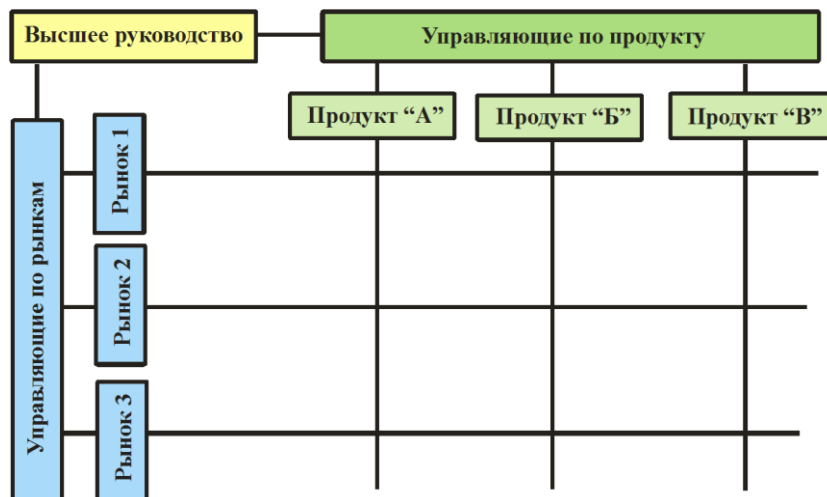 Высшее руководство
Управляющие по продукту
Продукт “А”
Продукт “Б”
Продукт “В”
Управляющие по рынкам
Рынок 1
Рынок 2
Рынок 3